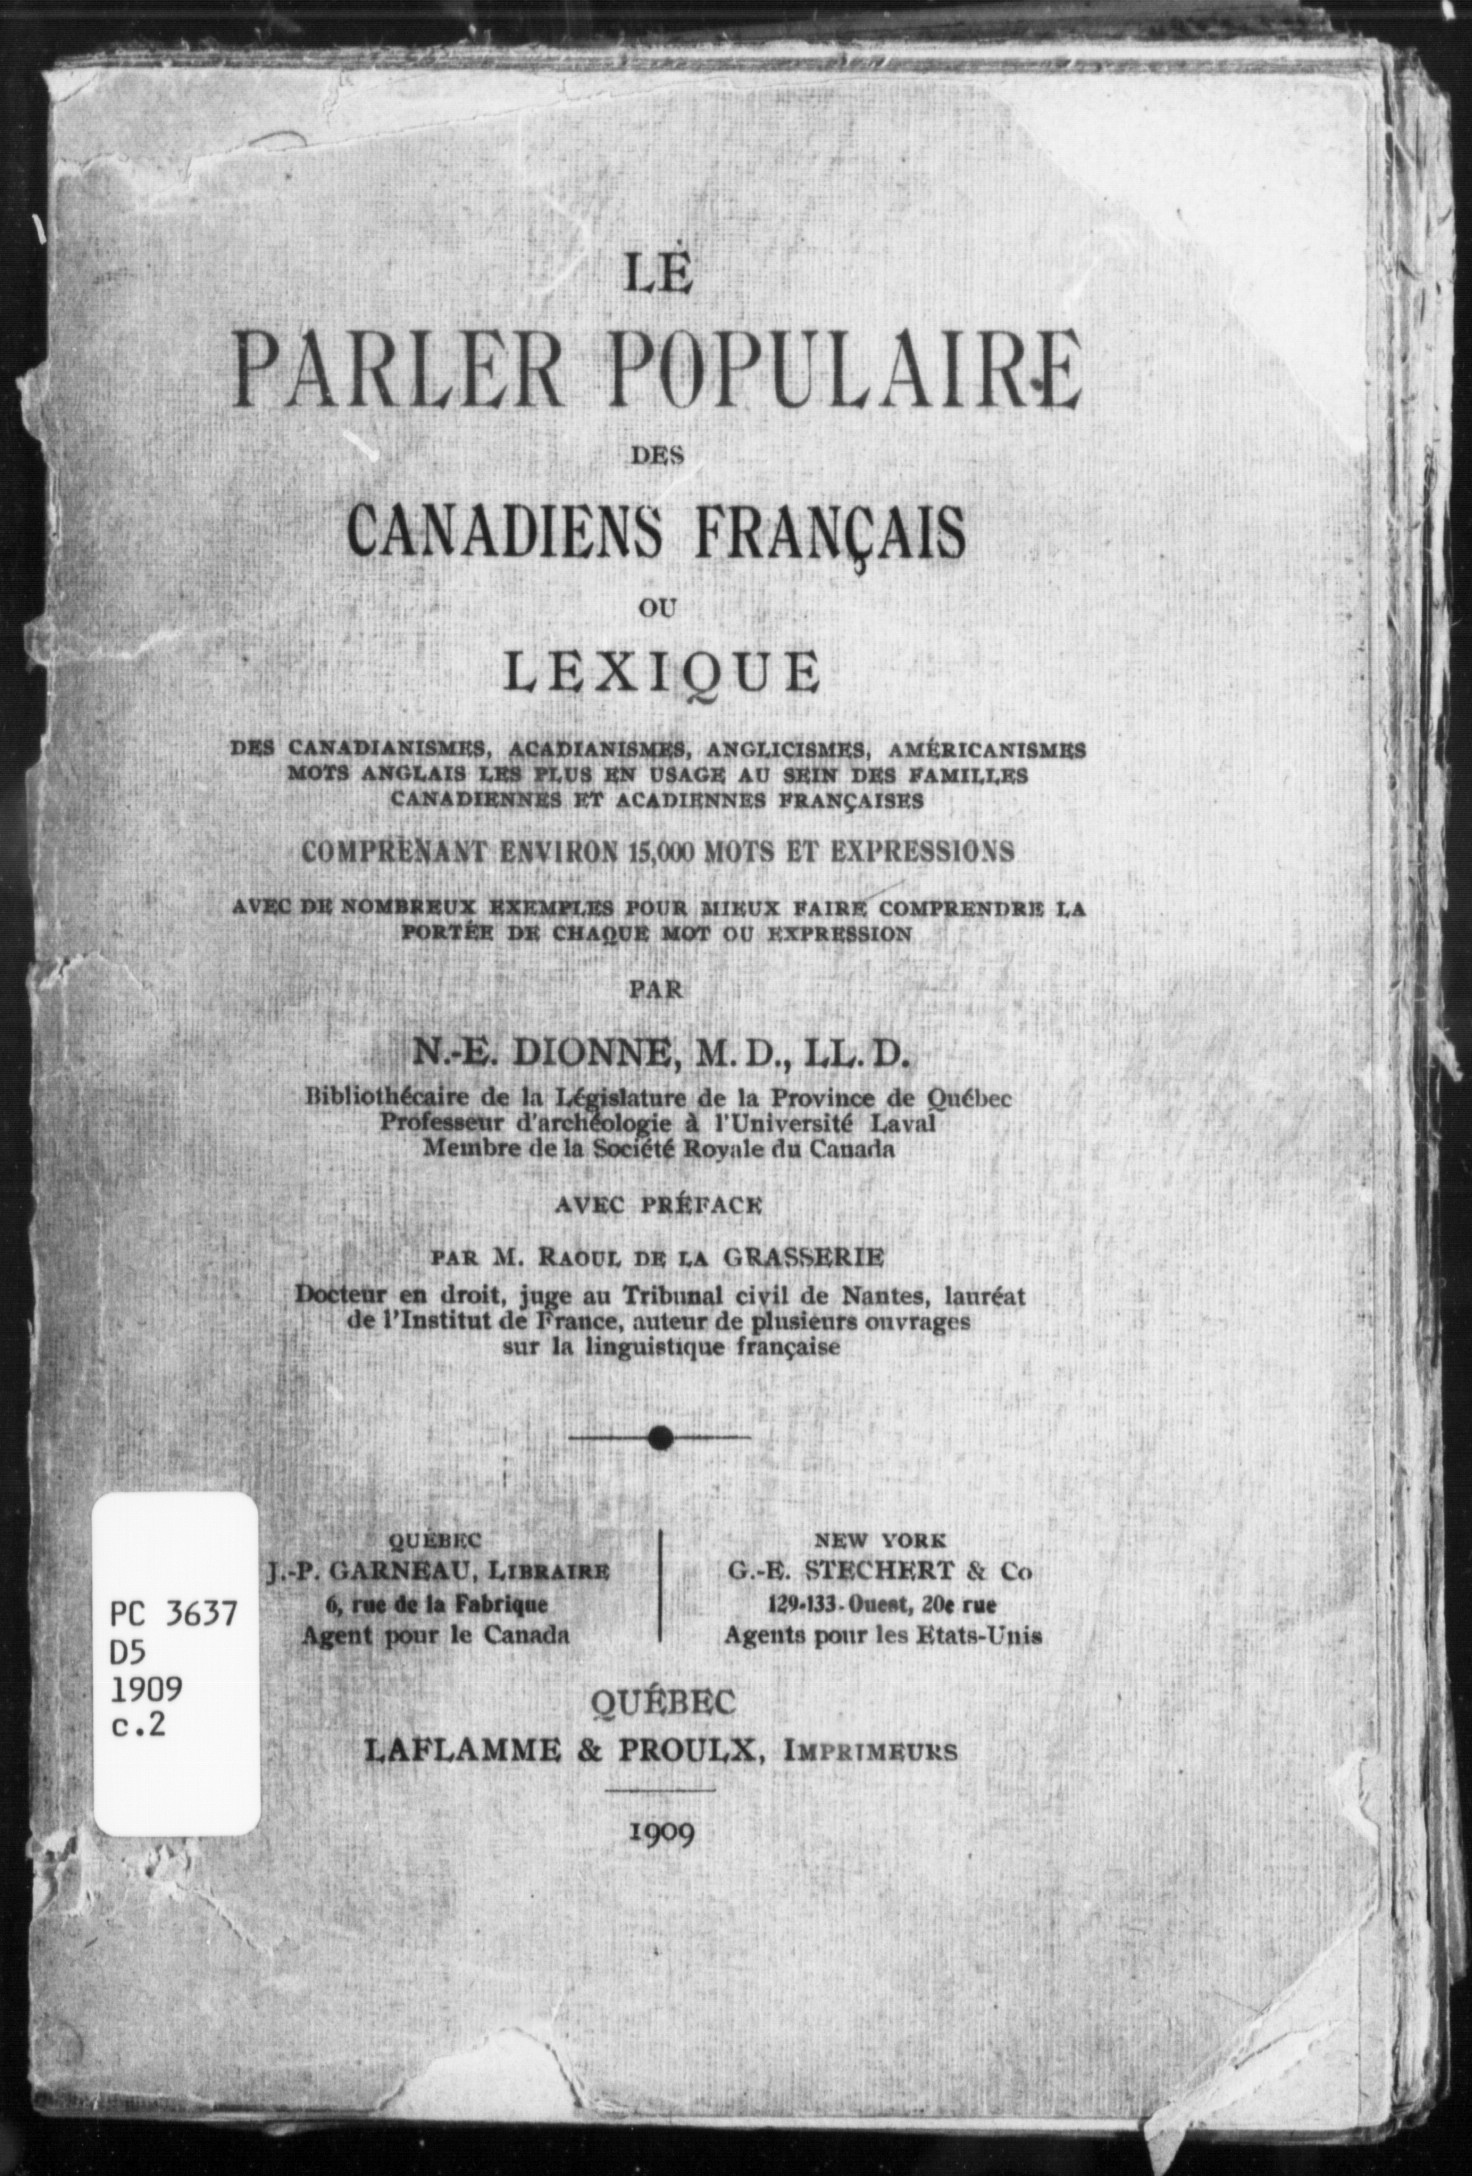 LE
PARLER POPULAIRE
DES
CANADIENS FRANÇAIS
OU
LEXIQUE
DES CANADIANISMES, ACADIANISMES, ANGLICISMES, AMÉRICANISMES
MOTS ANGLAIS LES PLUS EN USAGE AU SEIN DES FAMILLES
CANADIENNES ET ACADIENNES FRANÇAISES
COMPRENANT ENVIRON 15,000 MOTS ET EXPRESSIONS
AVEC DE NOMBREUX EXEMPLES POUR MIEUX FAIRE COMPRENDRE LA
PORTÉE DE CHAQUE MOT OU EXPRESSION
PAR
N.-E. DIONNE, M. D., LL. D.
Bibliothécaire de la Législature de la Province de Québec
Professeur d'archéologie à l'Université Laval
Membre de la Société Royale du Canada
AVEC PRÉFACE
PAR M. RAOUL DE LA GRASSERIE
Docteur en droit, juge au Tribunal civil de Nantes, lauréat
de l'Institut de France, auteur de plusieurs ouvrages
sur la linguistique française
QUÉBEC
J.-P. GARNEAU, LIBRAIRE
6, rue de la Fabrique
Agent pour le Canada
NEW YORK
G.-E. STECHERT & Co
129-133-Ouest, 20e rue
Agents pour les Etats-Unis
PC 3637
D5
1909
c.2
QUÉBEC
LAFLAMME & PROULX, IMPRIMEURS
1909